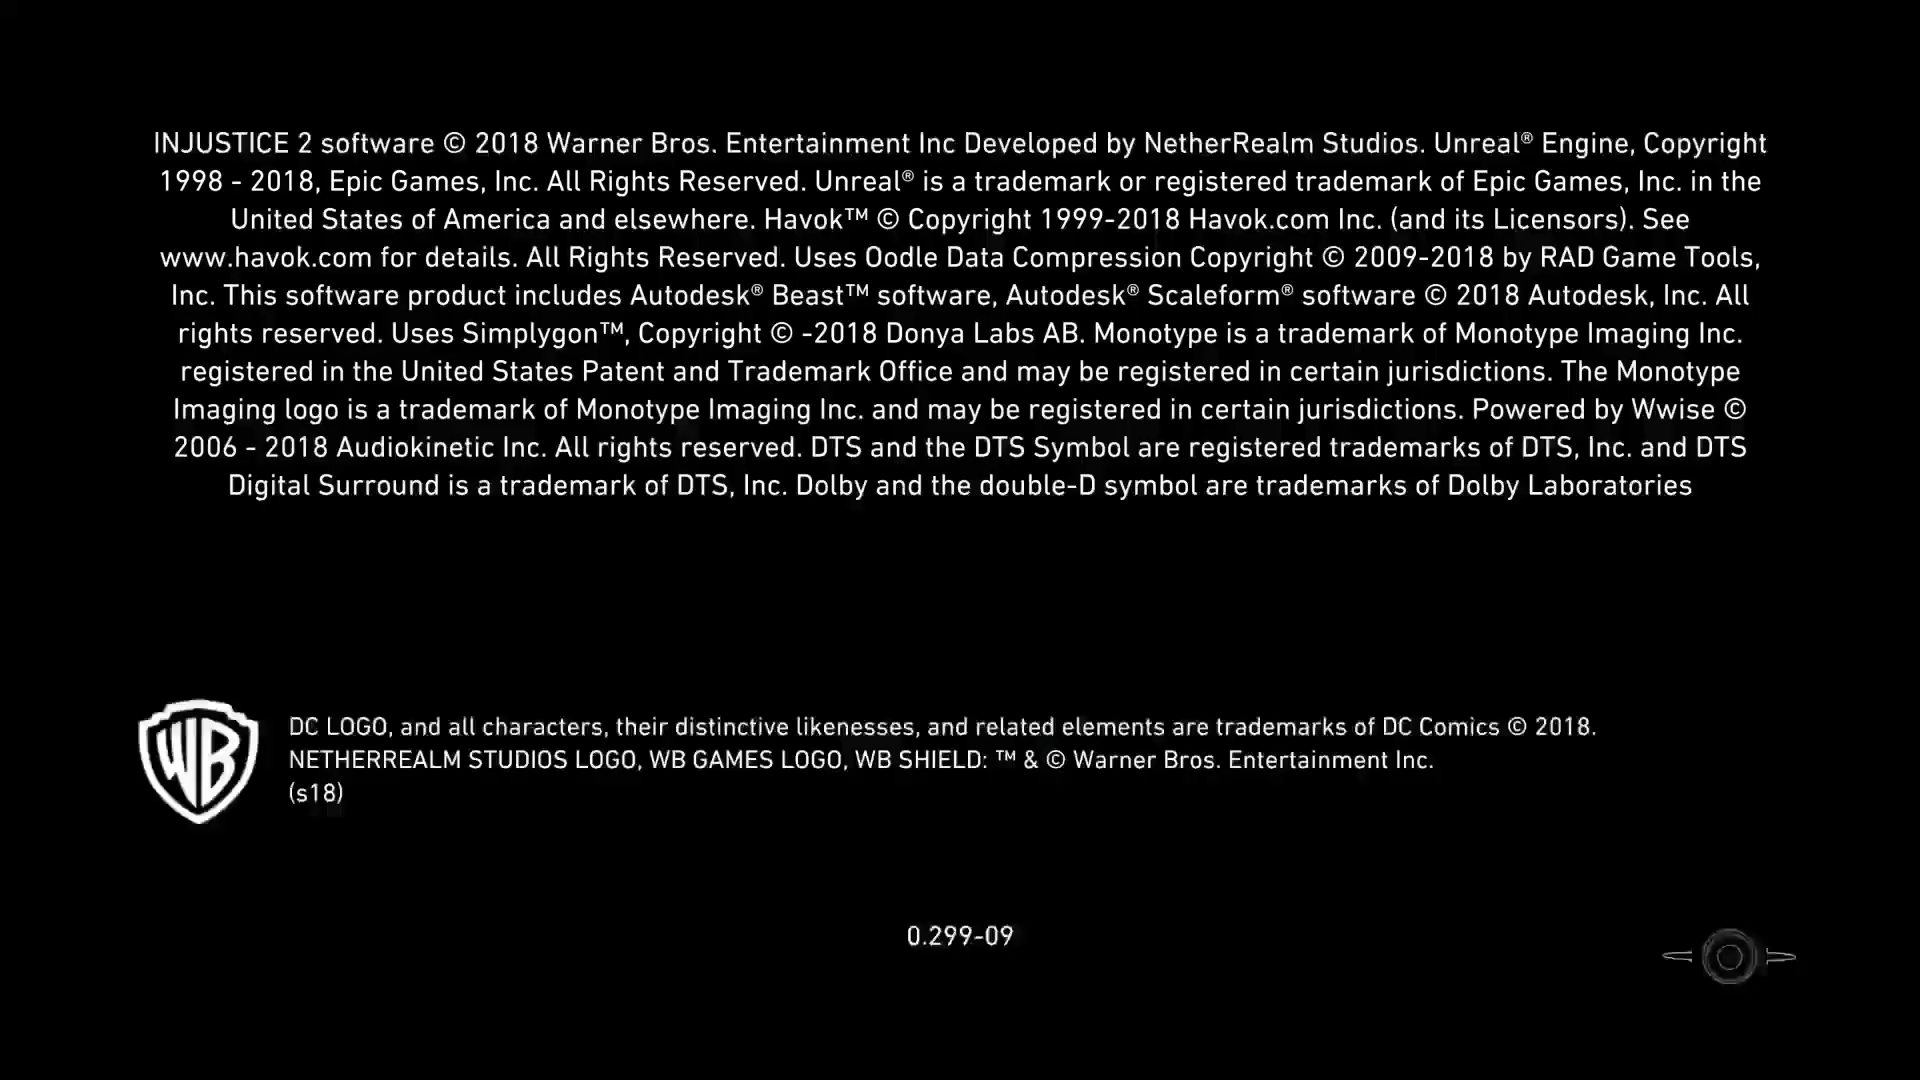 INJUSTICE 2 software © 2018 Warner Bros. Entertainment Inc Developed by NetherRealm Studios. Unreal® Engine, Copyright
1998 - 2018, Epic Games, Inc. All Rights Reserved. Unreal® is a trademark or registered trademark of Epic Games, Inc. in the
United States of America and elsewhere. Havok™ © Copyright 1999-2018 Havok.com Inc. (and its Licensors). See
www.havok.com for details. All Rights Reserved. Uses Oodle Data Compression Copyright © 2009-2018 by RAD Game Tools,
Inc. This software product includes Autodesk® Beast™ software, Autodesk® Scaleform® software © 2018 Autodesk, Inc. All
rights reserved. Uses Simplygon™, Copyright © -2018 Donya Labs AB. Monotype is a trademark of Monotype Imaging Inc.
registered in the United States Patent and Trademark Office and may be registered in certain jurisdictions. The Monotype
Imaging logo is a trademark of Monotype Imaging Inc. and may be registered in certain jurisdictions. Powered by Wwise ©
2006 - 2018 Audiokinetic Inc. All rights reserved. DTS and the DTS Symbol are registered trademarks of DTS, Inc. and DTS
Digital Surround is a trademark of DTS, Inc. Dolby and the double-D symbol are trademarks of Dolby Laboratories
WB
DC LOGO, and all characters, their distinctive likenesses, and related elements are trademarks of DC Comics © 2018.
NETHERREALM STUDIOS LOGO, WB GAMES LOGO, WB SHIELD: ™ & © Warner Bros. Entertainment Inc.
(s18)
0.299-09